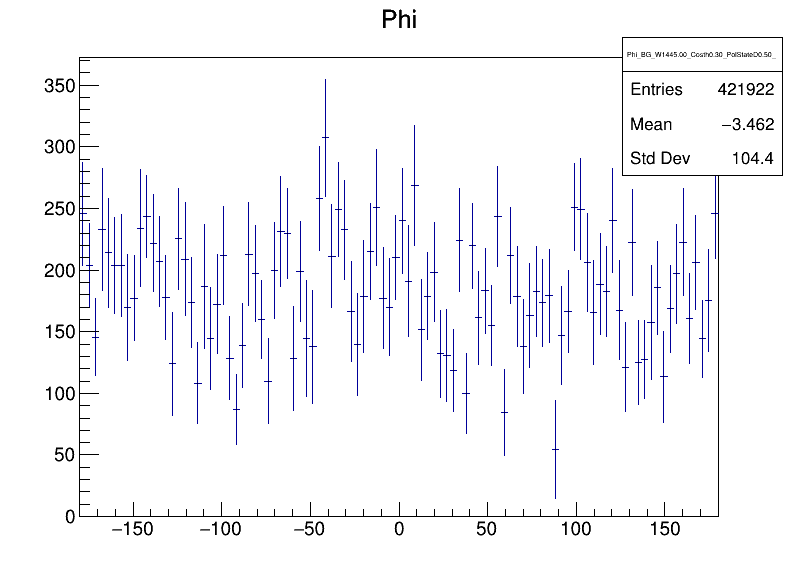 Phi
Phi_BG_W1445.00_Costh0.30_PolStateD0.50_
Entries 421922
Mean −3.462
Std Dev 104.4
350
300
250
200
150
100
50
0
−150 −100 −50 0 50 100 150